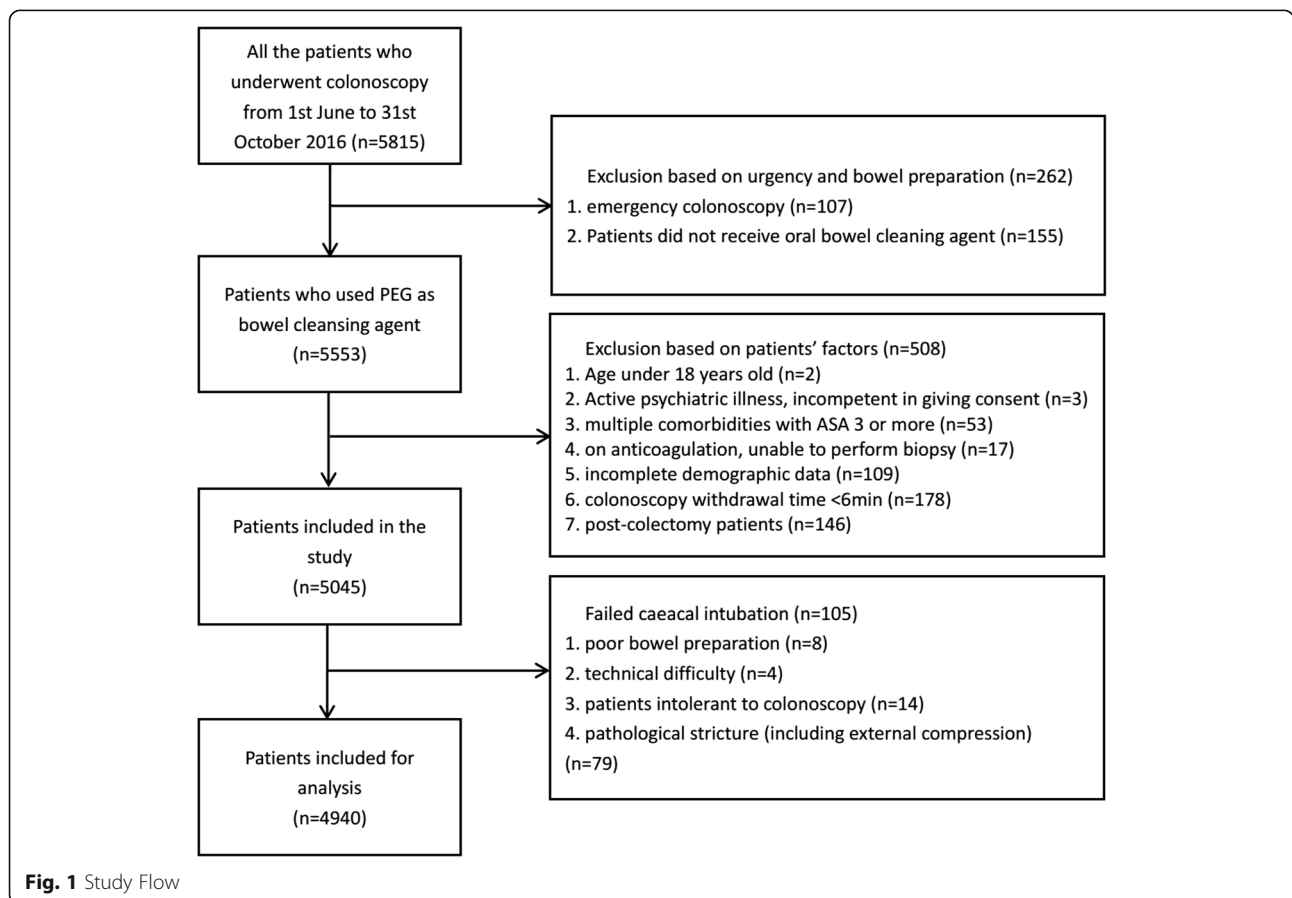 All the patients who
underwent colonoscopy
from 1st June to 31st
October 2016 (n=5815)
Exclusion based on urgency and bowel preparation (n=262)
1. emergency colonoscopy (n=107)
2. Patients did not receive oral bowel cleaning agent (n=155)
Patients who used PEG as
bowel cleansing agent
(n=5553)
Exclusion based on patients’ factors (n=508)
1. Age under 18 years old (n=2)
2. Active psychiatric illness, incompetent in giving consent (n=3)
3. multiple comorbidities with ASA 3 or more (n=53)
4. on anticoagulation, unable to perform biopsy (n=17)
5. incomplete demographic data (n=109)
6. colonoscopy withdrawal time <6min (n=178)
7. post-colectomy patients (n=146)
Patients included in the
study
(n=5045)
Failed caeacal intubation (n=105)
1. poor bowel preparation (n=8)
2. technical difficulty (n=4)
3. patients intolerant to colonoscopy (n=14)
4. pathological stricture (including external compression)
(n=79)
Patients included for
analysis
(n=4940)
Fig. 1 Study Flow